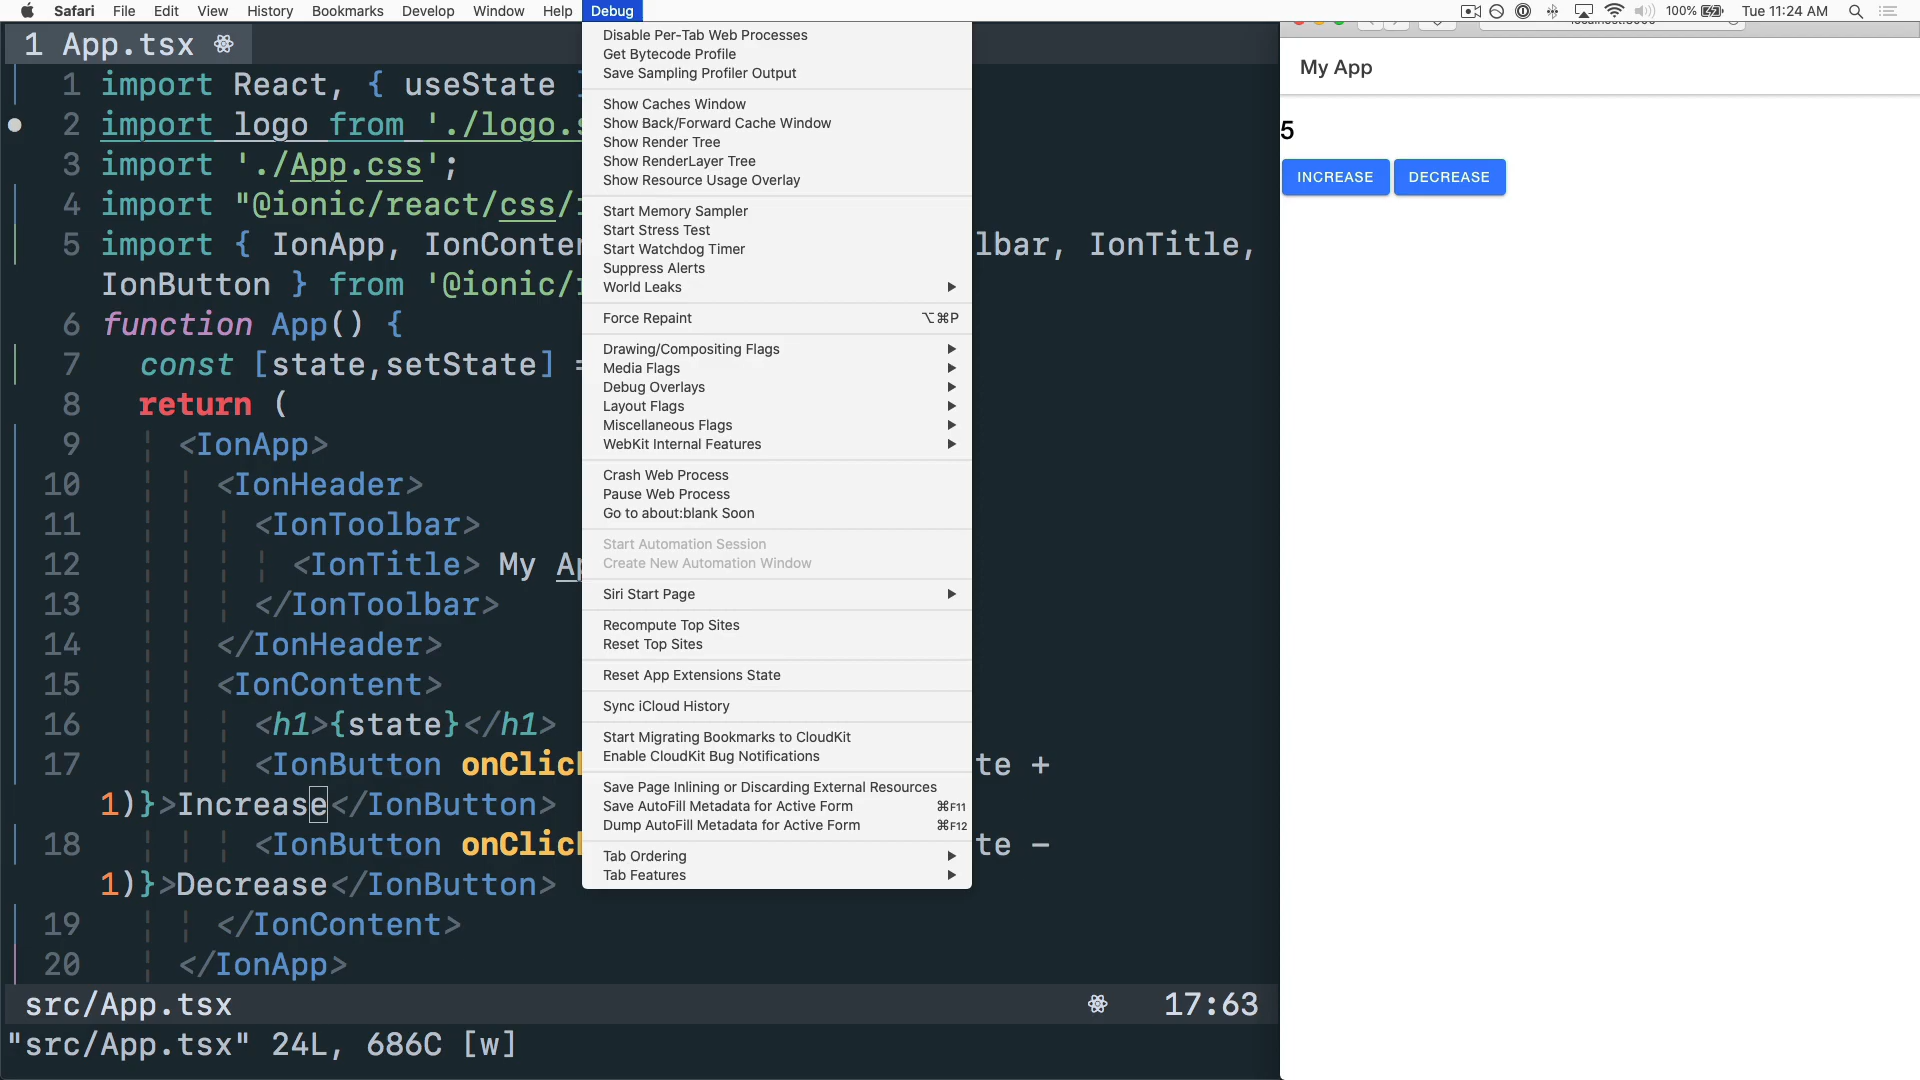 Safari File Edit View History Bookmarks Develop Window Help Debug 100% Tue 11:24 AM
1 App.tsx
1 import React, { useState
2 import logo from './logo.s
3 import './App.css';
4 import "@ionic/react/css/
5 import { IonApp, IonConten lbar, IonTitle,
IonButton } from '@ionic/
6 function App() {
7 const [state,setState] =
8 return (
9 <IonApp>
10 <IonHeader>
11 <IonToolbar>
12 <IonTitle> My Ap
13 </IonToolbar>
14 </IonHeader>
15 <IonContent>
16 <h1>{state}</h1>
17 <IonButton onClick te +
1)}>Increase</IonButton>
18 <IonButton onClick te -
1)}>Decrease</IonButton>
19 </IonContent>
20 </IonApp>
src/App.tsx 17:63
"src/App.tsx" 24L, 686C [w]
Disable Per-Tab Web Processes
Get Bytecode Profile
Save Sampling Profiler Output
Show Caches Window
Show Back/Forward Cache Window
Show Render Tree
Show RenderLayer Tree
Show Resource Usage Overlay
Start Memory Sampler
Start Stress Test
Start Watchdog Timer
Suppress Alerts
World Leaks
Force Repaint ⌥⌘P
Drawing/Compositing Flags
Media Flags
Debug Overlays
Layout Flags
Miscellaneous Flags
WebKit Internal Features
Crash Web Process
Pause Web Process
Go to about:blank Soon
Start Automation Session
Create New Automation Window
Siri Start Page
Recompute Top Sites
Reset Top Sites
Reset App Extensions State
Sync iCloud History
Start Migrating Bookmarks to CloudKit
Enable CloudKit Bug Notifications
Save Page Inlining or Discarding External Resources
Save AutoFill Metadata for Active Form ⌘F11
Dump AutoFill Metadata for Active Form ⌘F12
Tab Ordering
Tab Features
My App
5
INCREASE DECREASE